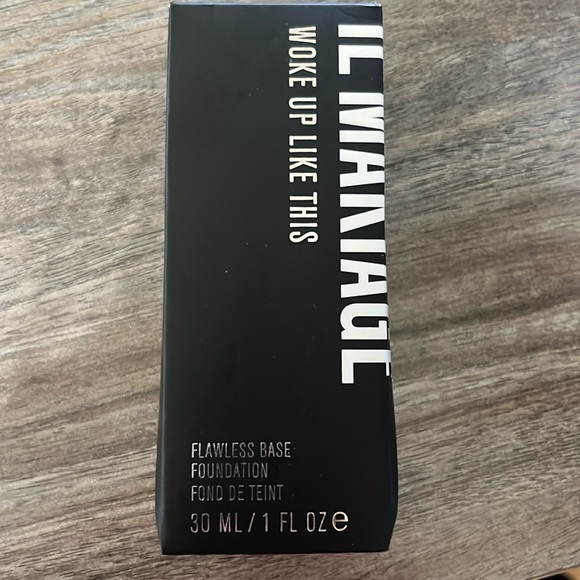 IL MAKIAGE
WOKE UP LIKE THIS
FLAWLESS BASE
FOUNDATION
FOND DE TEINT
30 ML / 1 FL OZ e